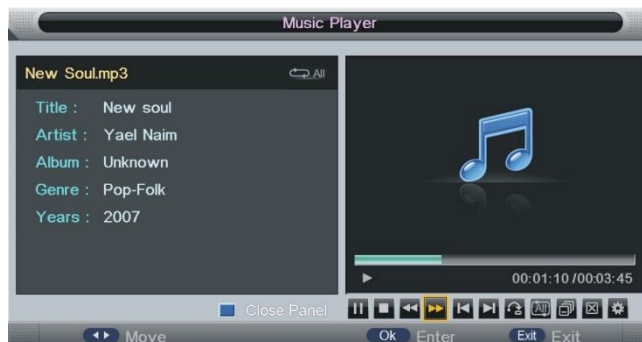 Music Player
New Soul.mp3 All
Title : New soul
Artist : Yael Naim
Album : Unknown
Genre : Pop-Folk
Years : 2007
00:01:10 /00:03:45
All
Close Panel
Move Ok Enter Exit Exit